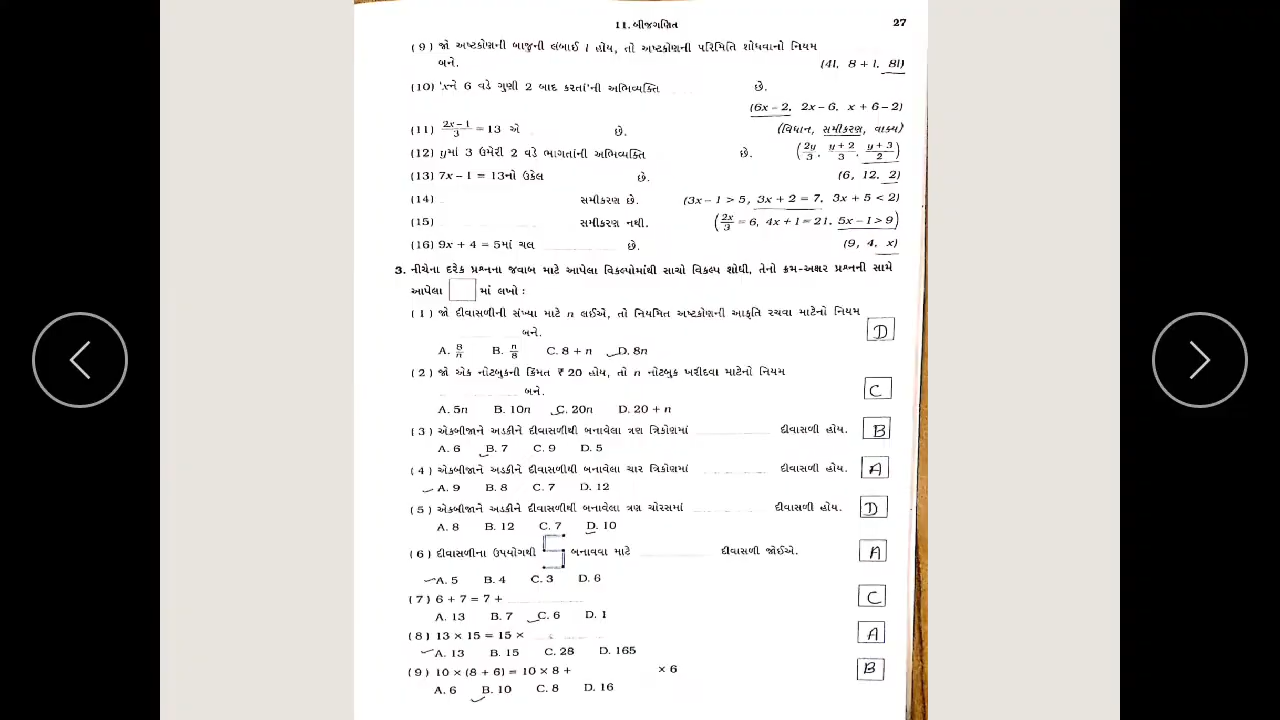 11. બીજગણિત 27
(9) જો અષ્ટકોણની બાજુની લંબાઈ l હોય, તો અષ્ટકોણની પરિમિતિ શોધવાનો નિયમ
બને. (4l, 8 + l, 8l)
(10) 'xને 6 વડે ગુણી 2 બાદ કરતાં'ની અભિવ્યક્તિ છે.
(6x − 2, 2x − 6, x + 6 − 2)
(11) (2x − 1)/3 = 13 એ છે. (વિધાન, સમીકરણ, વાક્ય)
(12) yમાં 3 ઉમેરી 2 વડે ભાગતાંની અભિવ્યક્તિ છે. (2y/3, (y + 2)/3, (y + 3)/2)
(13) 7x − 1 = 13નો ઉકેલ છે. (6, 12, 2)
(14) સમીકરણ છે. (3x − 1 > 5, 3x + 2 = 7, 3x + 5 < 2)
(15) સમીકરણ નથી. (2x/3 = 6, 4x + 1 = 21, 5x − 1 > 9)
(16) 9x + 4 = 5માં ચલ છે. (9, 4, x)
3. નીચેના દરેક પ્રશ્નના જવાબ માટે આપેલા વિકલ્પોમાંથી સાચો વિકલ્પ શોધી, તેનો ક્રમ-અક્ષર પ્રશ્નની સામે
આપેલા માં લખો :
(1) જો દીવાસળીની સંખ્યા માટે n લઈએ, તો નિયમિત અષ્ટકોણની આકૃતિ રચવા માટેનો નિયમ
બને. D
A. 8/n B. n/8 C. 8 + n D. 8n
(2) જો એક નોટબુકની કિંમત ₹ 20 હોય, તો n નોટબુક ખરીદવા માટેનો નિયમ
બને. C
A. 5n B. 10n C. 20n D. 20 + n
(3) એકબીજાને અડકીને દીવાસળીથી બનાવેલા ત્રણ ત્રિકોણમાં દીવાસળી હોય. B
A. 6 B. 7 C. 9 D. 5
(4) એકબીજાને અડકીને દીવાસળીથી બનાવેલા ચાર ત્રિકોણમાં દીવાસળી હોય. A
A. 9 B. 8 C. 7 D. 12
(5) એકબીજાને અડકીને દીવાસળીથી બનાવેલા ત્રણ ચોરસમાં દીવાસળી હોય. D
A. 8 B. 12 C. 7 D. 10
(6) દીવાસળીના ઉપયોગથી 5 બનાવવા માટે દીવાસળી જોઈએ. A
A. 5 B. 4 C. 3 D. 6
(7) 6 + 7 = 7 + C
A. 13 B. 7 C. 6 D. 1
(8) 13 × 15 = 15 × A
A. 13 B. 15 C. 28 D. 165
(9) 10 × (8 + 6) = 10 × 8 + × 6 B
A. 6 B. 10 C. 8 D. 16